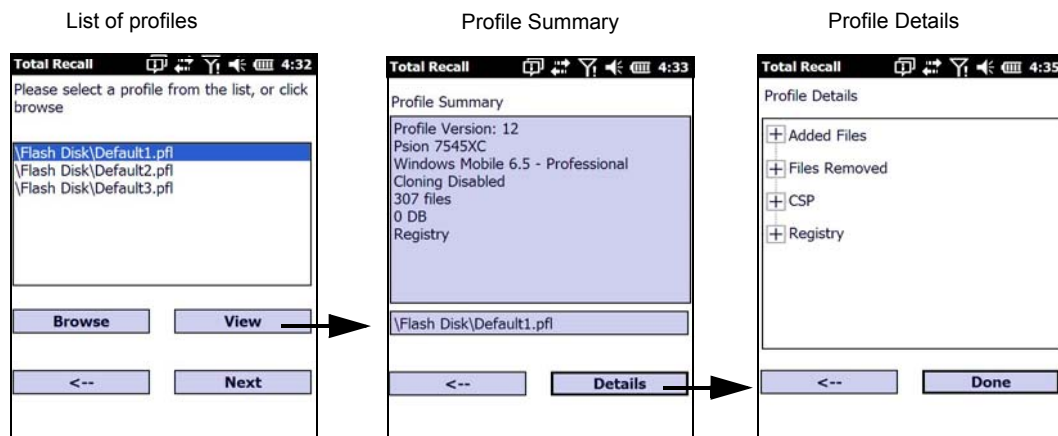 List of profiles
Total Recall 4:32
Please select a profile from the list, or click
browse
\Flash Disk\Default1.pfl
\Flash Disk\Default2.pfl
\Flash Disk\Default3.pfl
Browse View
<-- Next
Profile Summary
Total Recall 4:33
Profile Summary
Profile Version: 12
Psion 7545XC
Windows Mobile 6.5 - Professional
Cloning Disabled
307 files
0 DB
Registry
\Flash Disk\Default1.pfl
<-- Details
Profile Details
Total Recall 4:35
Profile Details
Added Files
Files Removed
CSP
Registry
<-- Done